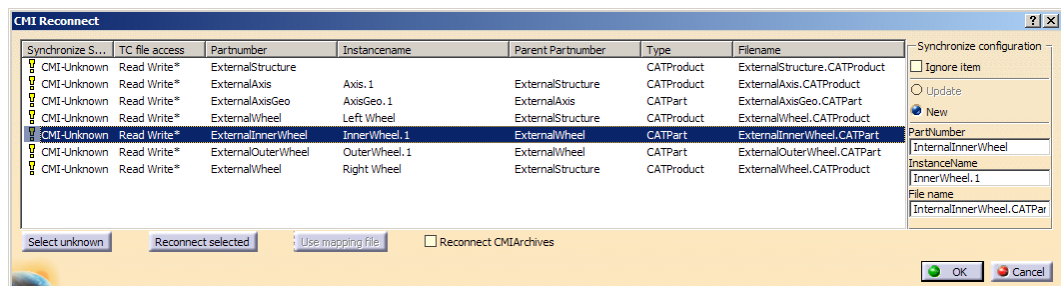 CMI Reconnect
Synchronize S... TC file access Partnumber Instancename Parent Partnumber Type Filename
CMI-Unknown Read Write* ExternalStructure CATProduct ExternalStructure.CATProduct
CMI-Unknown Read Write* ExternalAxis Axis.1 ExternalStructure CATProduct ExternalAxis.CATProduct
CMI-Unknown Read Write* ExternalAxisGeo AxisGeo.1 ExternalAxis CATPart ExternalAxisGeo.CATPart
CMI-Unknown Read Write* ExternalWheel Left Wheel ExternalStructure CATProduct ExternalWheel.CATProduct
CMI-Unknown Read Write* ExternalInnerWheel InnerWheel.1 ExternalWheel CATPart ExternalInnerWheel.CATPart
CMI-Unknown Read Write* ExternalOuterWheel OuterWheel.1 ExternalWheel CATPart ExternalOuterWheel.CATPart
CMI-Unknown Read Write* ExternalWheel Right Wheel ExternalStructure CATProduct ExternalWheel.CATProduct
Synchronize configuration
Ignore item
Update
New
PartNumber
InternalInnerWheel
InstanceName
InnerWheel.1
File name
InternalInnerWheel.CATPar
Select unknown Reconnect selected Use mapping file Reconnect CMIArchives
OK Cancel